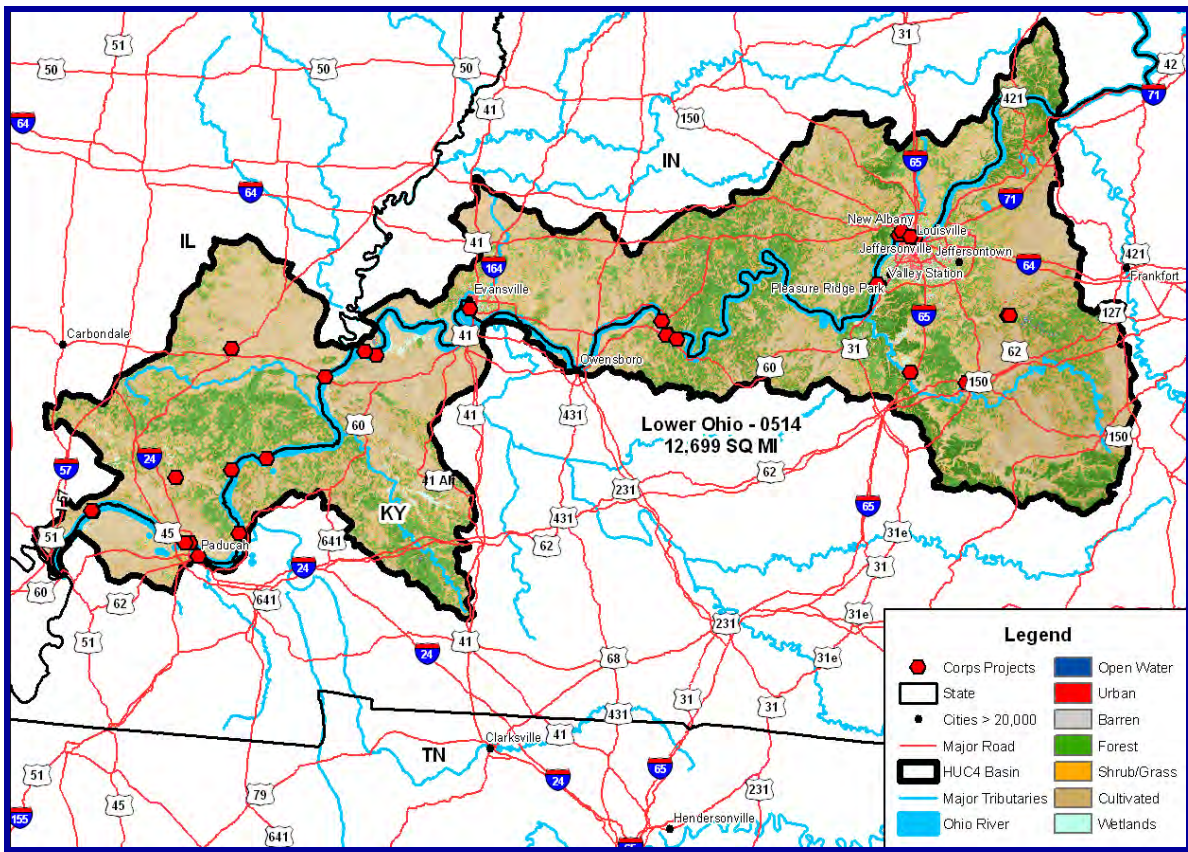 51
50
50
50
41
31
42
71
64
421
150
IN
65
64
71
IL
New Albany
Louisville
41
Jeffersonville
Jeffersontown
421
164
64
Valley Station
Frankfort
Evansville
Pleasure Ridge Park
127
65
Carbondale
41
31
62
Owensboro
60
150
60
41
431
Lower Ohio - 0514
12,699 SQ MI
150
24
57
62
41 Alt
231
KY
65
51
45
431
31e
641
Paducah
62
24
60
62
641
31
51
41
231
31e
24
68
31e
431
31
31
Clarksville
41
TN
65
24
51
45
79
231
155
641
Hendersonville
65
Legend
Corps Projects
Open Water
State
Urban
Cities > 20,000
Barren
Major Road
Forest
HUC4 Basin
Shrub/Grass
Major Tributaries
Cultivated
Ohio River
Wetlands